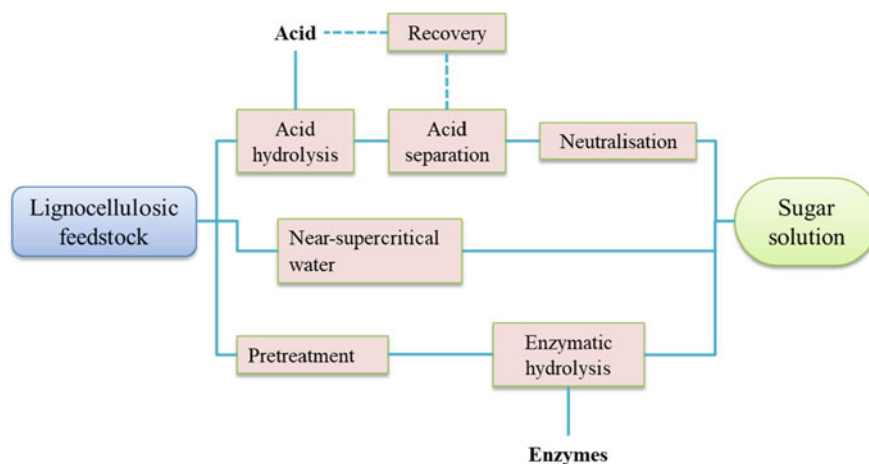 Acid
Recovery
Acid
hydrolysis
Acid
separation
Neutralisation
Lignocellulosic
feedstock
Near-supercritical
water
Sugar
solution
Pretreatment
Enzymatic
hydrolysis
Enzymes